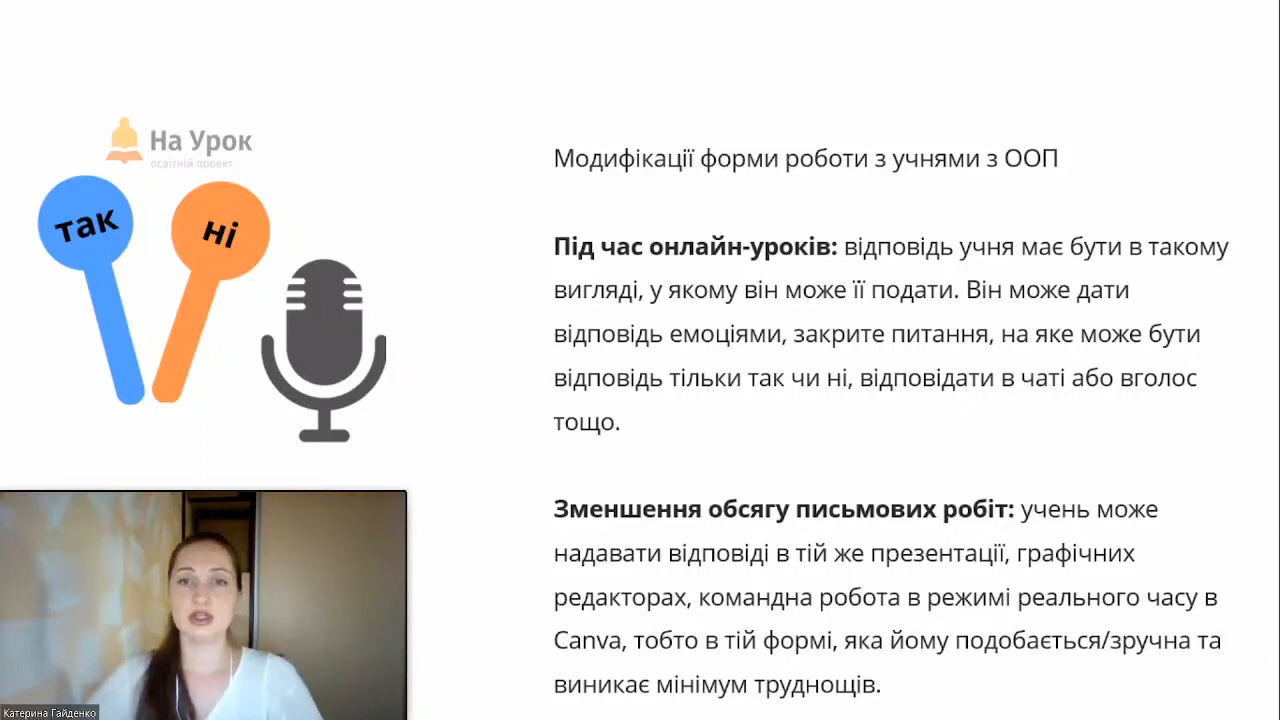 На Урок
освітній проект
так
ні
Модифікації форми роботи з учнями з ООП
Під час онлайн-уроків: відповідь учня має бути в такому
вигляді, у якому він може її подати. Він може дати
відповідь емоціями, закрите питання, на яке може бути
відповідь тільки так чи ні, відповідати в чаті або вголос
тощо.
Зменшення обсягу письмових робіт: учень може
надавати відповіді в тій же презентації, графічних
редакторах, командна робота в режимі реального часу в
Canva, тобто в тій формі, яка йому подобається/зручна та
виникає мінімум труднощів.
Катерина Гайденко